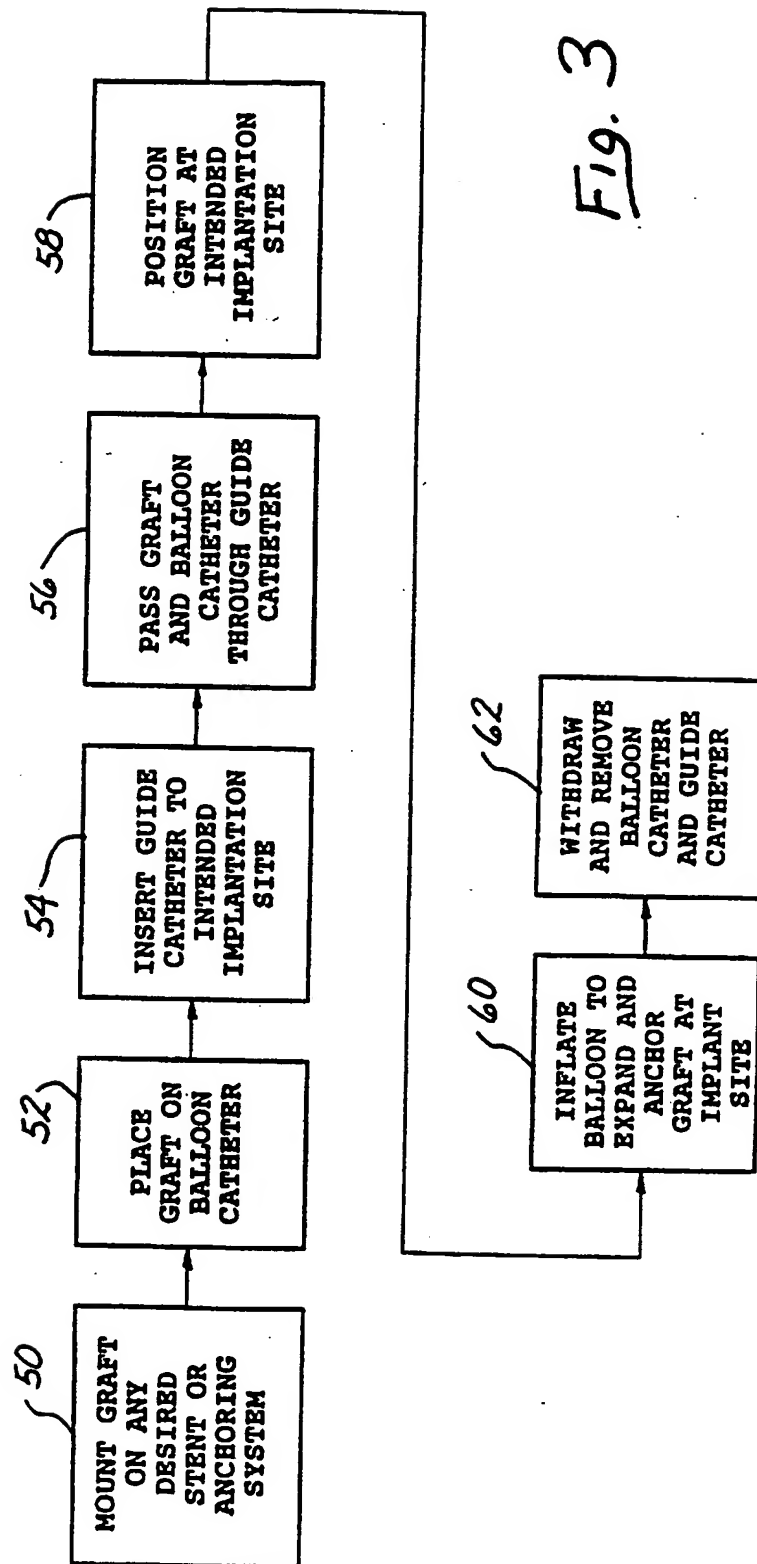 50
MOUNT GRAFT
ON ANY
DESIRED
STENT OR
ANCHORING
SYSTEM
52
PLACE
GRAFT ON
BALLOON
CATHETER
54
INSERT GUIDE
CATHETER TO
INTENDED
IMPLANTATION
SITE
56
PASS GRAFT
AND BALLOON
CATHETER
THROUGH GUIDE
CATHETER
58
POSITION
GRAFT AT
INTENDED
IMPLANTATION
SITE
60
INFLATE
BALLOON TO
EXPAND AND
ANCHOR
GRAFT AT
IMPLANT
SITE
62
WITHDRAW
AND REMOVE
BALLOON
CATHETER
AND GUIDE
CATHETER
Fig. 3